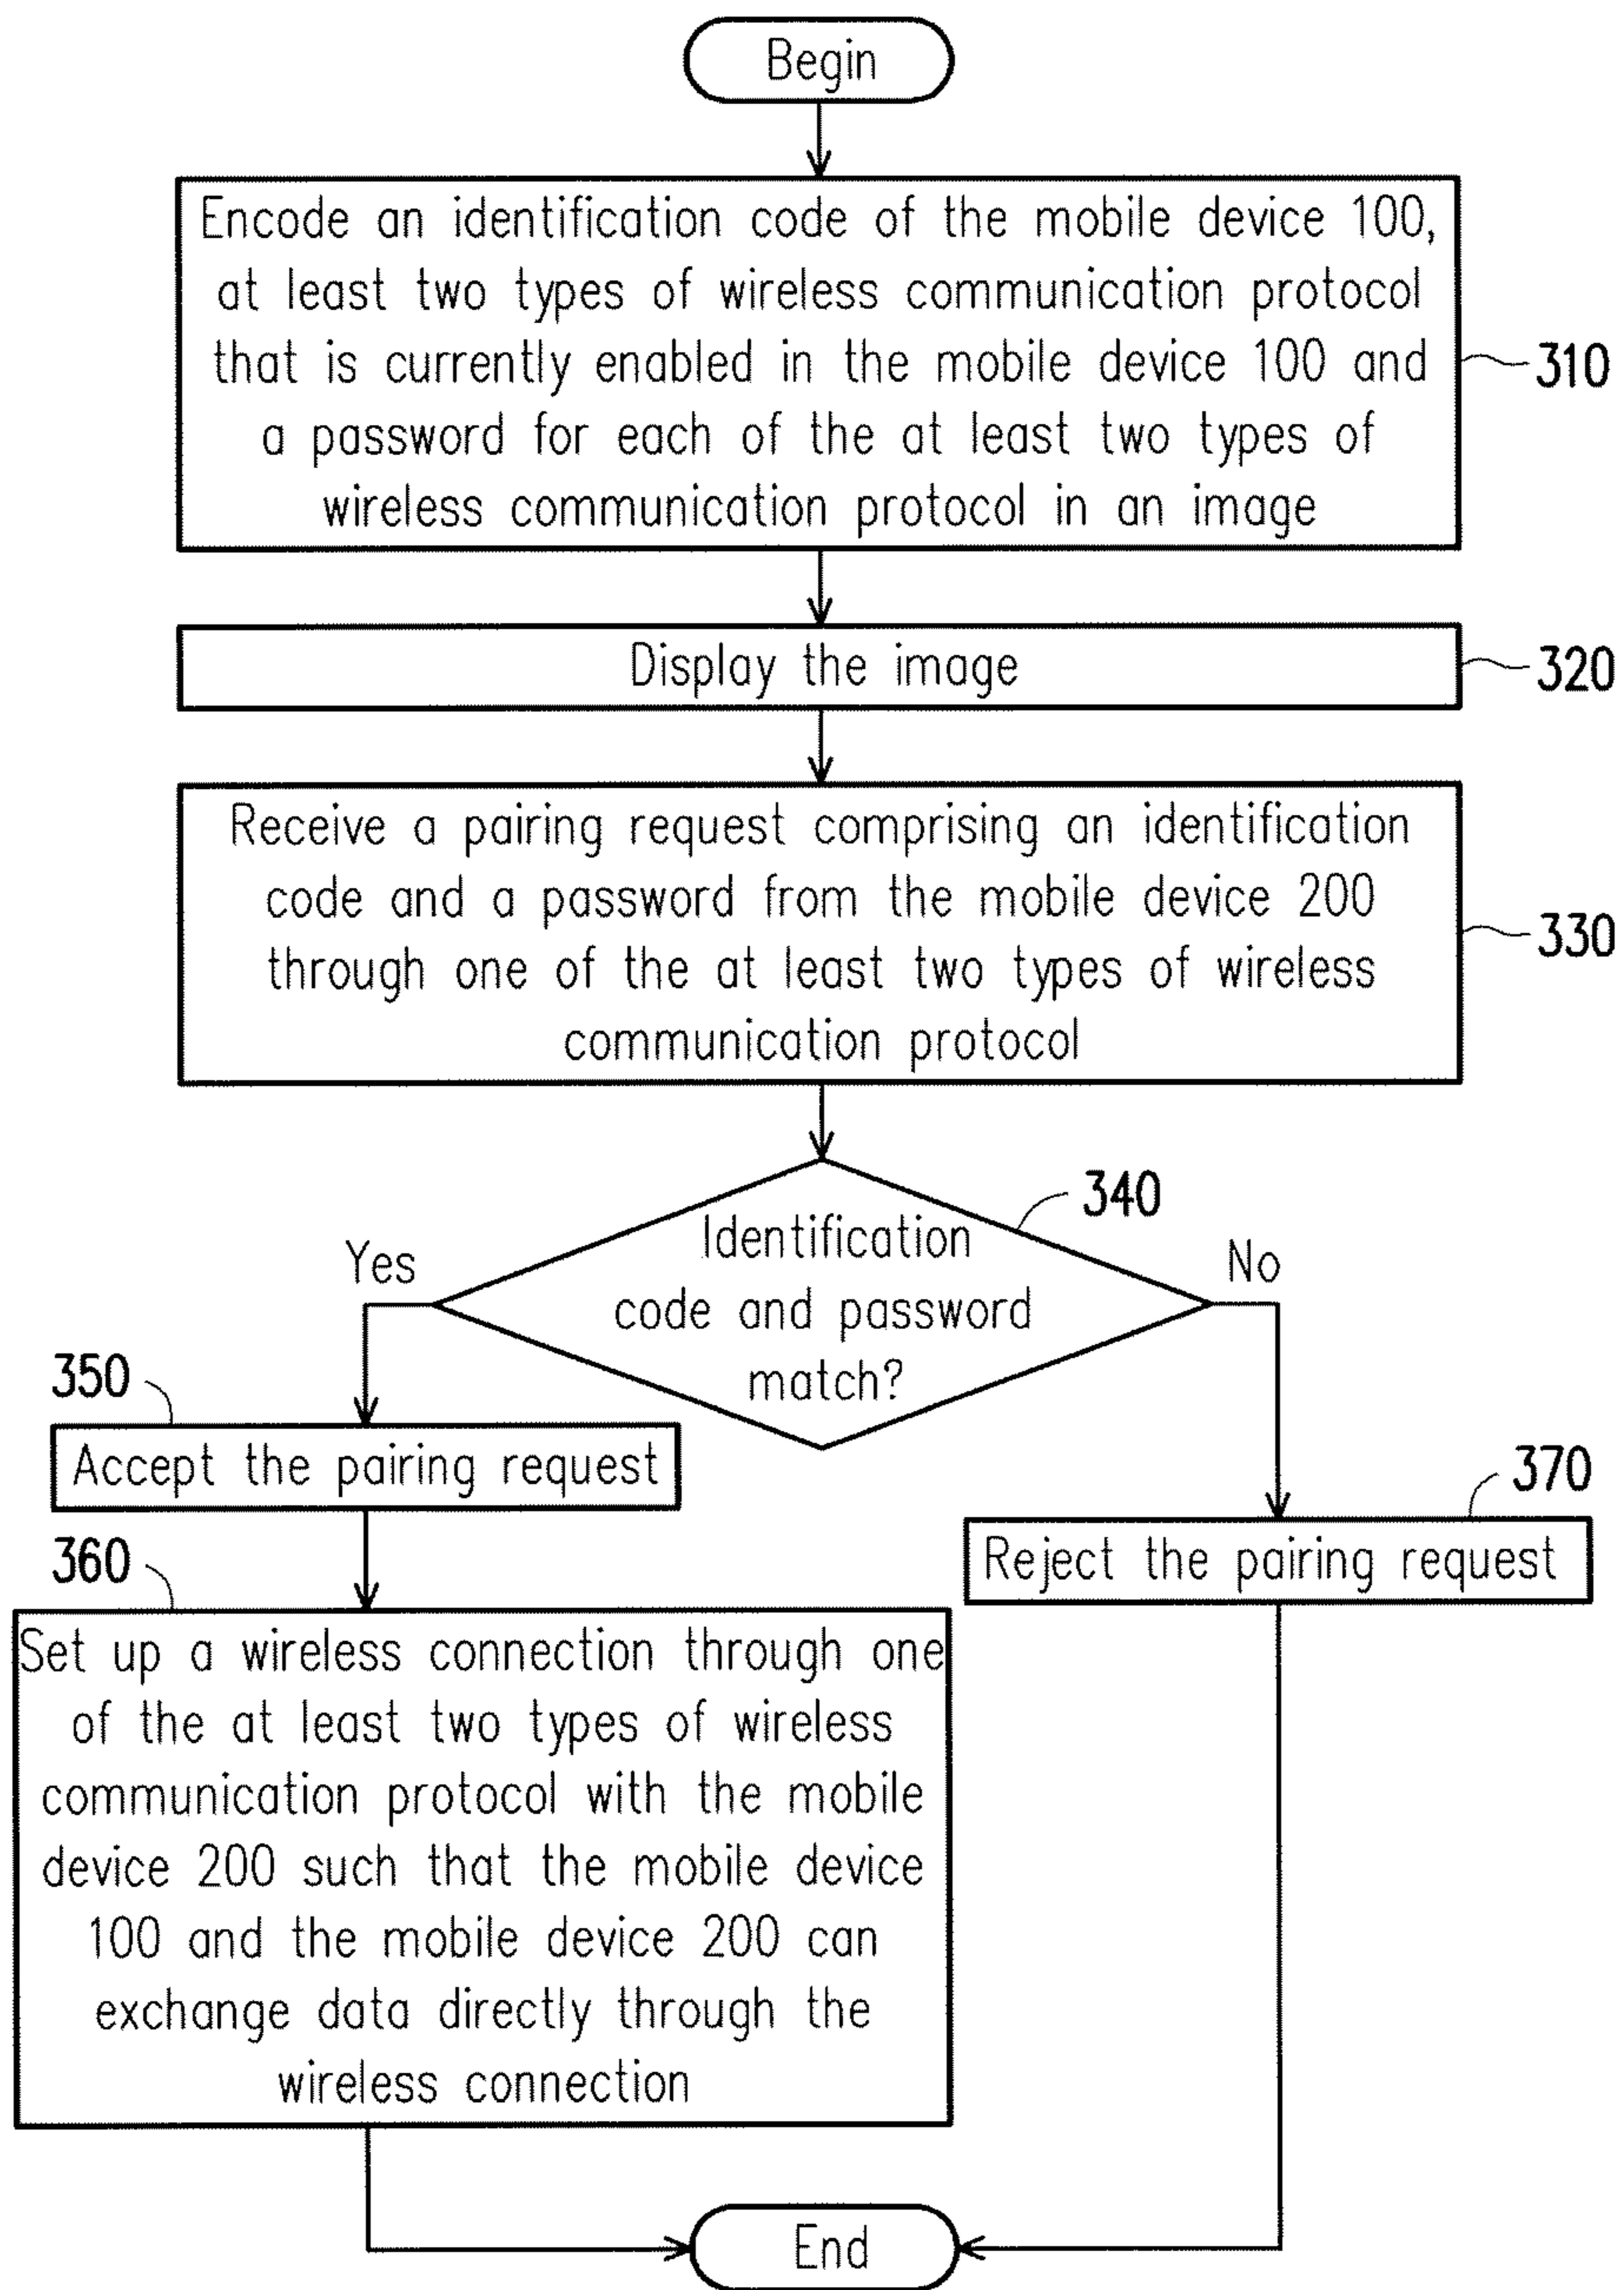 Begin
Encode an identification code of the mobile device 100,
at least two types of wireless communication protocol
that is currently enabled in the mobile device 100 and
a password for each of the at least two types of
wireless communication protocol in an image
310
Display the image
320
Receive a pairing request comprising an identification
code and a password from the mobile device 200
through one of the at least two types of wireless
communication protocol
330
340
Identification
code and password
match?
Yes
No
350
Accept the pairing request
370
Reject the pairing request
360
Set up a wireless connection through one
of the at least two types of wireless
communication protocol with the mobile
device 200 such that the mobile device
100 and the mobile device 200 can
exchange data directly through the
wireless connection
End